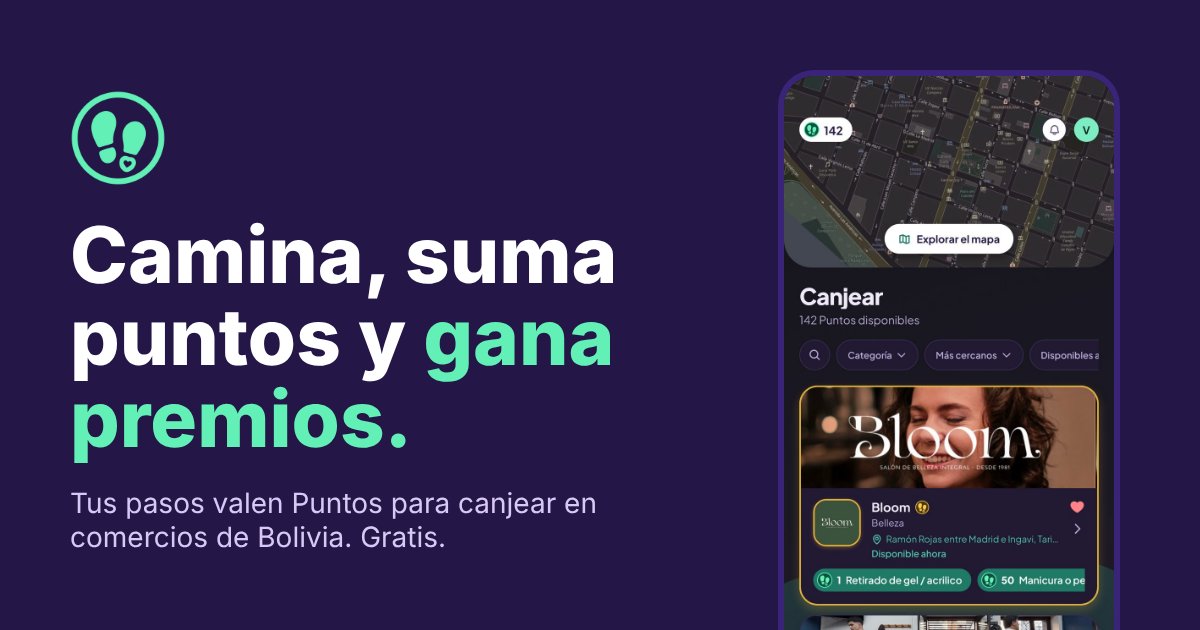 Camina, suma
puntos y gana
premios.
Tus pasos valen Puntos para canjear en
comercios de Bolivia. Gratis.
142
V
Explorar el mapa
Canjear
142 Puntos disponibles
Categoría
Más cercanos
Disponibles a
Bloom
SALÓN DE BELLEZA INTEGRAL · DESDE 1981
Bloom
Bloom
Belleza
Ramón Rojas entre Madrid e Ingavi, Tari...
Disponible ahora
1 Retirado de gel / acrílico
50 Manicura o pe